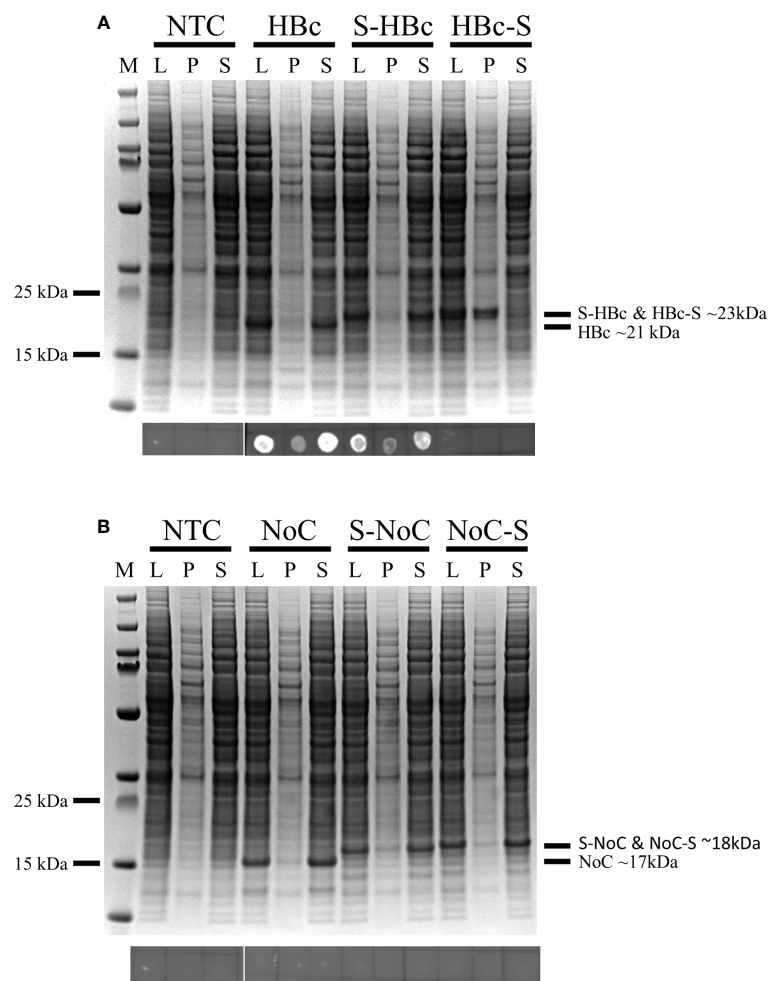 A
NTC HBc S-HBc HBc-S
M L P S L P S L P S L P S
25 kDa
S-HBc & HBc-S ~23kDa
HBc ~21 kDa
15 kDa
B
NTC NoC S-NoC NoC-S
M L P S L P S L P S L P S
25 kDa
S-NoC & NoC-S ~18kDa
15 kDa
NoC ~17kDa